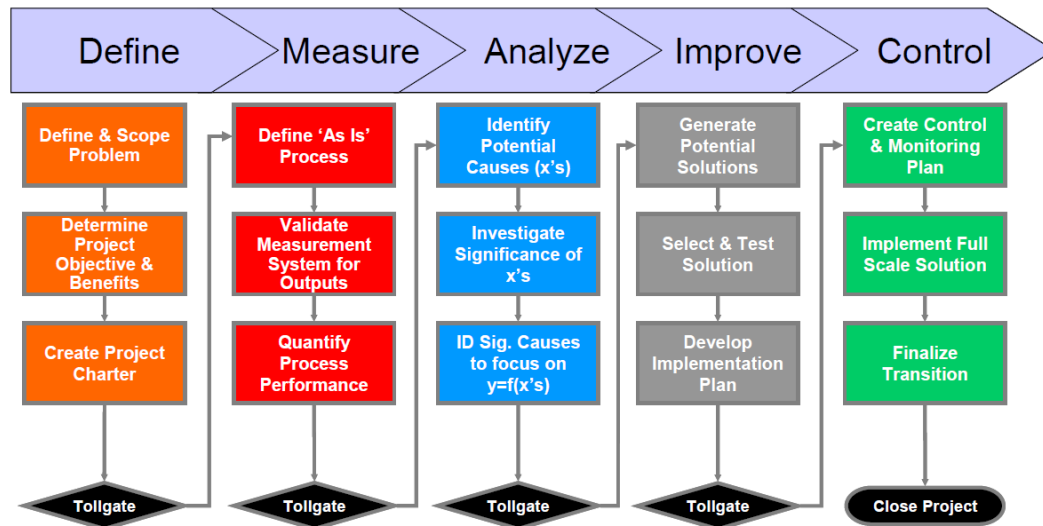 Define
Measure
Analyze
Improve
Control
Define & Scope
Problem
Determine
Project
Objective &
Benefits
Create Project
Charter
Tollgate
Define ‘As Is’
Process
Validate
Measurement
System for
Outputs
Quantify
Process
Performance
Tollgate
Identify
Potential
Causes (x’s)
Investigate
Significance of
x’s
ID Sig. Causes
to focus on
y=f(x’s)
Tollgate
Generate
Potential
Solutions
Select & Test
Solution
Develop
Implementation
Plan
Tollgate
Create Control
& Monitoring
Plan
Implement Full
Scale Solution
Finalize
Transition
Close Project